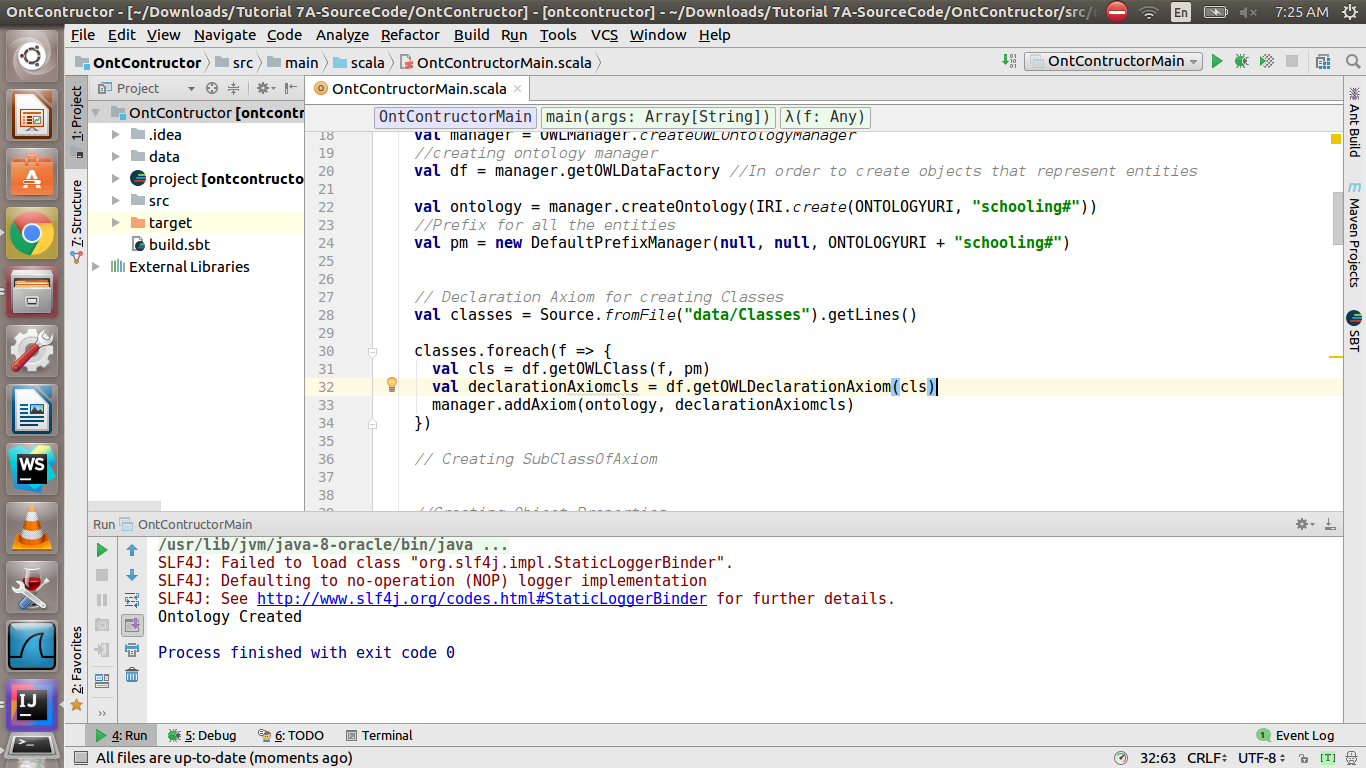 OntContructor - [~/Downloads/Tutorial 7A-SourceCode/OntContructor] - [ontcontructor] - ~/Downloads/Tutorial 7A-SourceCode/OntContructor/src/
En
7:25 AM
File Edit View Navigate Code Analyze Refactor Build Run Tools VCS Window Help
OntContructor src main scala OntContructorMain.scala
OntContructorMain
1: Project
7: Structure
2: Favorites
Project
OntContructor [ontcontr
.idea
data
project [ontcontructo
src
target
build.sbt
External Libraries
OntContructorMain.scala
OntContructorMain main(args: Array[String]) λ(f: Any)
18 val manager = OWLManager.createOWLOntologyManager
19 //creating ontology manager
20 val df = manager.getOWLDataFactory //In order to create objects that represent entities
21
22 val ontology = manager.createOntology(IRI.create(ONTOLOGYURI, "schooling#"))
23 //Prefix for all the entities
24 val pm = new DefaultPrefixManager(null, null, ONTOLOGYURI + "schooling#")
25
26
27 // Declaration Axiom for creating Classes
28 val classes = Source.fromFile("data/Classes").getLines()
29
30 classes.foreach(f => {
31 val cls = df.getOWLClass(f, pm)
32 val declarationAxiomcls = df.getOWLDeclarationAxiom(cls)
33 manager.addAxiom(ontology, declarationAxiomcls)
34 })
35
36 // Creating SubClassOfAxiom
37
38
39 //Creating Object Properties
Ant Build
m
Maven Projects
SBT
Run OntContructorMain
/usr/lib/jvm/java-8-oracle/bin/java ...
SLF4J: Failed to load class "org.slf4j.impl.StaticLoggerBinder".
SLF4J: Defaulting to no-operation (NOP) logger implementation
SLF4J: See http://www.slf4j.org/codes.html#StaticLoggerBinder for further details.
Ontology Created
Process finished with exit code 0
WS
IJ
4: Run 5: Debug 6: TODO Terminal
1 Event Log
All files are up-to-date (moments ago)
32:63 CRLF UTF-8 [T]